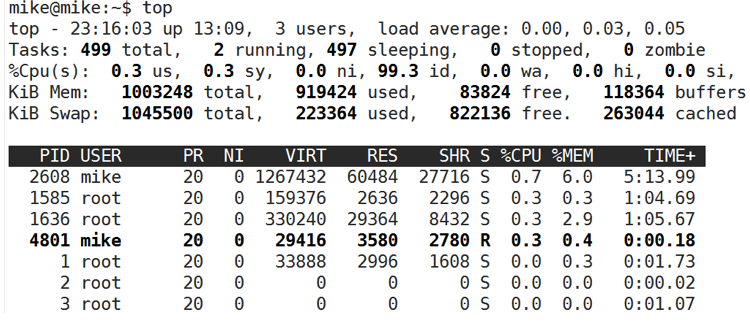 mike@mike:~$ top
top - 23:16:03 up 13:09,  3 users,  load average: 0.00, 0.03, 0.05
Tasks: 499 total,   2 running, 497 sleeping,   0 stopped,   0 zombie
%Cpu(s):  0.3 us,  0.3 sy,  0.0 ni, 99.3 id,  0.0 wa,  0.0 hi,  0.0 si,
KiB Mem:   1003248 total,   919424 used,    83824 free,   118364 buffers
KiB Swap:  1045500 total,   223364 used,   822136 free.   263044 cached
PID USER      PR  NI    VIRT    RES    SHR S %CPU %MEM     TIME+
2608 mike      20   0 1267432  60484  27716 S  0.7  6.0   5:13.99
1585 root      20   0  159376   2636   2296 S  0.3  0.3   1:04.69
1636 root      20   0  330240  29364   8432 S  0.3  2.9   1:05.67
4801 mike      20   0   29416   3580   2780 R  0.3  0.4   0:00.18
1 root      20   0   33888   2996   1608 S  0.0  0.3   0:01.73
2 root      20   0       0      0      0 S  0.0  0.0   0:00.02
3 root      20   0       0      0      0 S  0.0  0.0   0:01.07